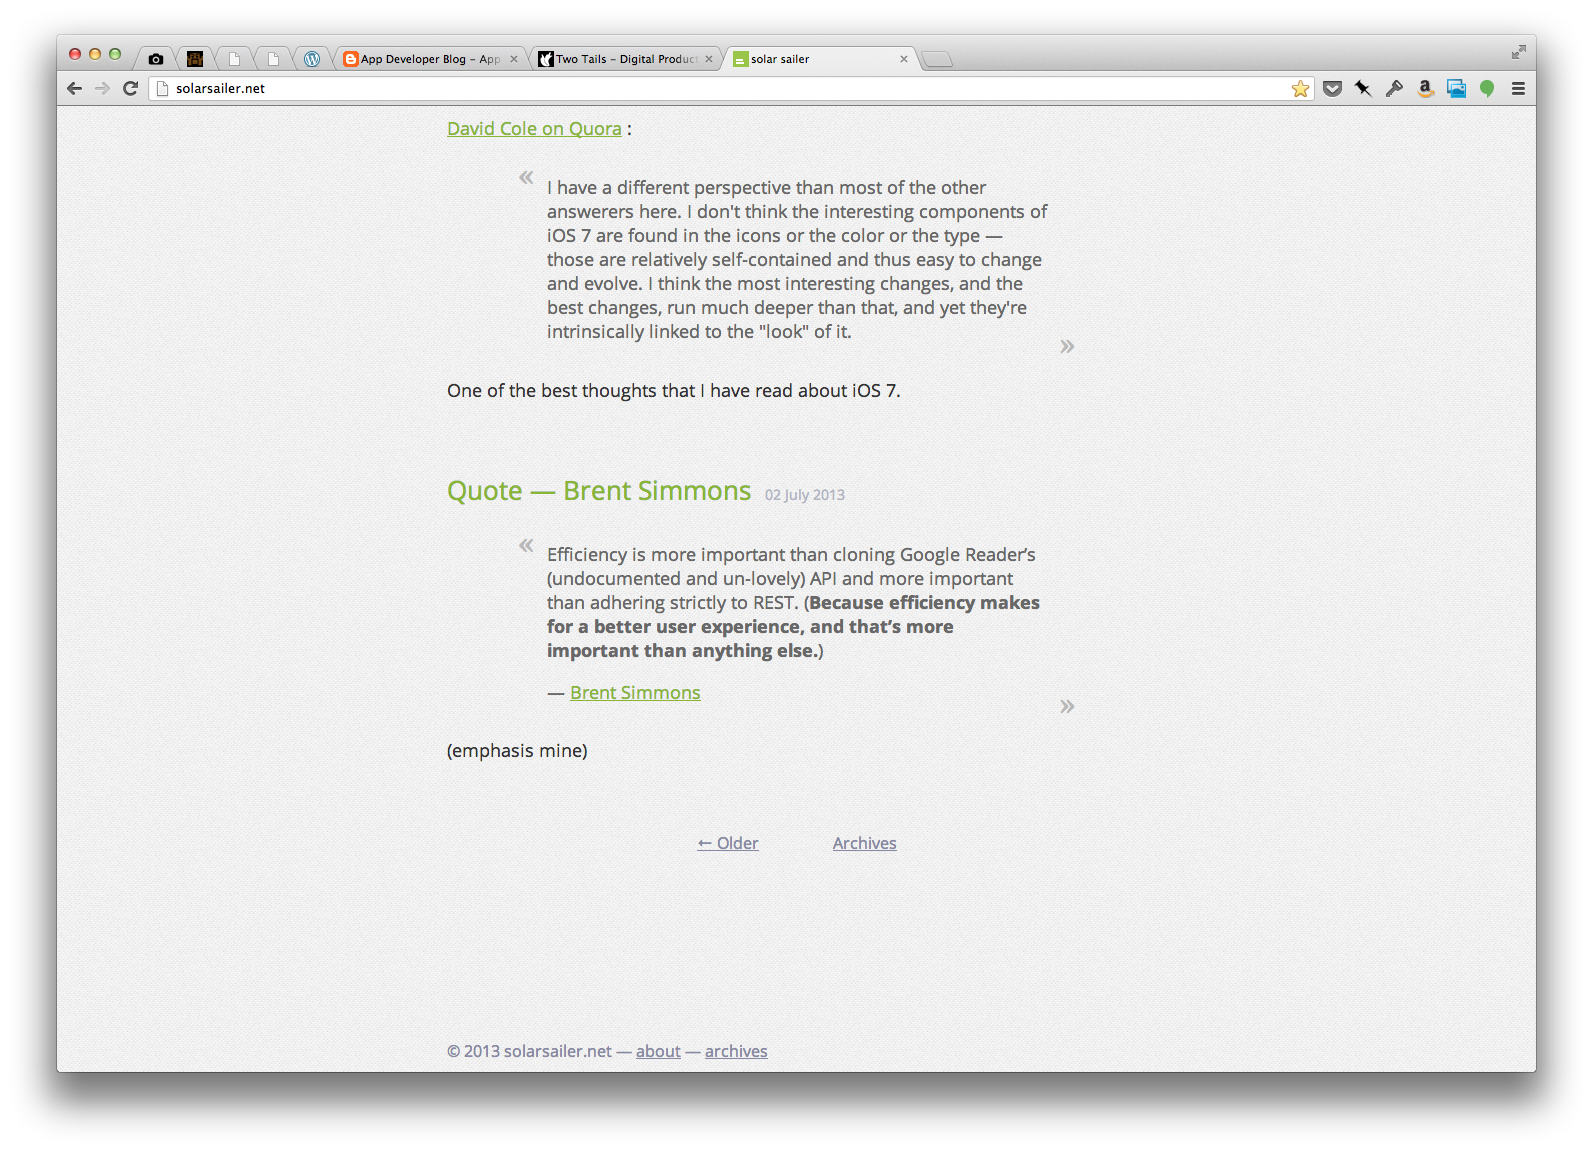 App Developer Blog – App
Two Tails – Digital Product
solar sailer
solarsailer.net
David Cole on Quora :
«
I have a different perspective than most of the other
answerers here. I don't think the interesting components of
iOS 7 are found in the icons or the color or the type —
those are relatively self-contained and thus easy to change
and evolve. I think the most interesting changes, and the
best changes, run much deeper than that, and yet they're
intrinsically linked to the "look" of it.
»
One of the best thoughts that I have read about iOS 7.
Quote — Brent Simmons 02 July 2013
«
Efficiency is more important than cloning Google Reader’s
(undocumented and un-lovely) API and more important
than adhering strictly to REST. (Because efficiency makes
for a better user experience, and that’s more
important than anything else.)
— Brent Simmons
»
(emphasis mine)
← Older Archives
© 2013 solarsailer.net — about — archives